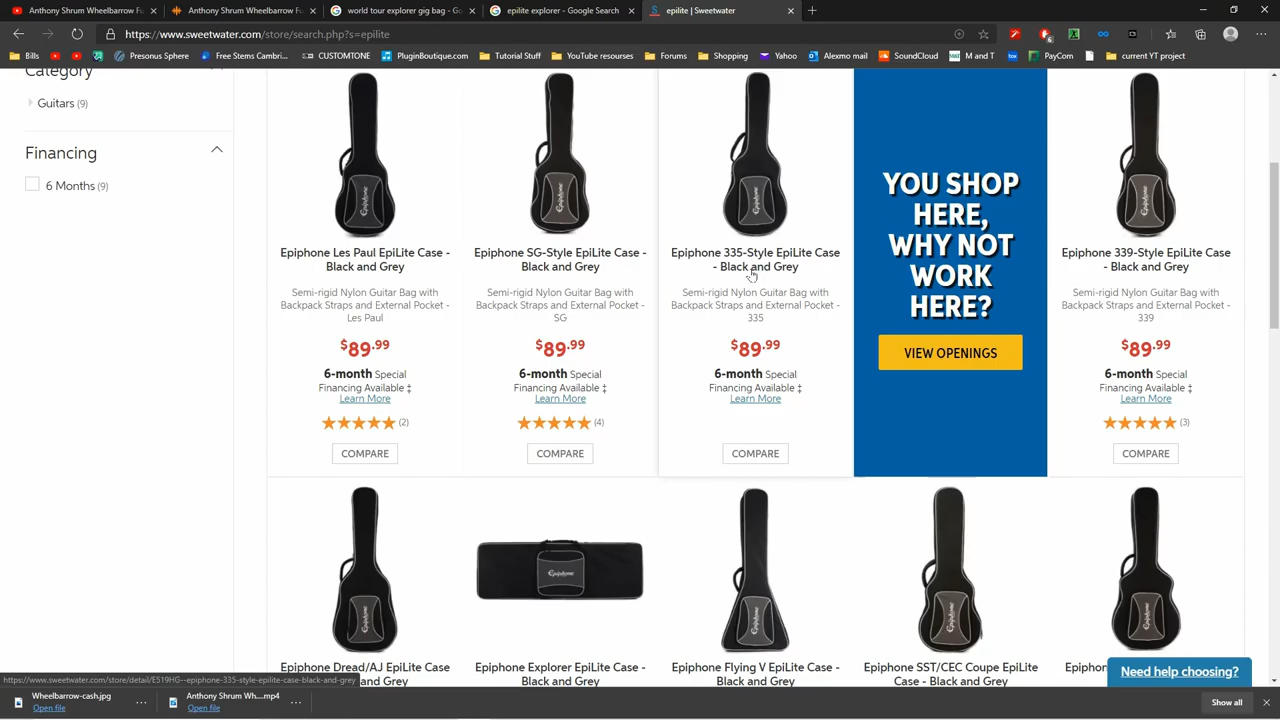 Anthony Shrum Wheelbarrow Fu
Anthony Shrum Wheelbarrow Fu
world tour explorer gig bag - Go
epilite explorer - Google Search
epilite | Sweetwater
https://www.sweetwater.com/store/search.php?s=epilite
Bills
Presonus Sphere
Free Stems Cambri...
CUSTOMTONE
PluginBoutique.com
Tutorial Stuff
YouTube resourses
Forums
Shopping
Yahoo
Alexmo mail
SoundCloud
M and T
PayCom
current YT project
Category
Guitars (9)
Financing
6 Months (9)
Epiphone Les Paul EpiLite Case -
Black and Grey
Semi-rigid Nylon Guitar Bag with
Backpack Straps and External Pocket -
Les Paul
$89.99
6-month Special
Financing Available ‡
Learn More
(2)
COMPARE
Epiphone SG-Style EpiLite Case -
Black and Grey
Semi-rigid Nylon Guitar Bag with
Backpack Straps and External Pocket -
SG
$89.99
6-month Special
Financing Available ‡
Learn More
(4)
COMPARE
Epiphone 335-Style EpiLite Case
- Black and Grey
Semi-rigid Nylon Guitar Bag with
Backpack Straps and External Pocket -
335
$89.99
6-month Special
Financing Available ‡
Learn More
COMPARE
YOU SHOP
HERE,
WHY NOT
WORK
HERE?
VIEW OPENINGS
Epiphone 339-Style EpiLite Case
- Black and Grey
Semi-rigid Nylon Guitar Bag with
Backpack Straps and External Pocket -
339
$89.99
6-month Special
Financing Available ‡
Learn More
(3)
COMPARE
Epiphone
Epiphone Dread/AJ EpiLite Case
and Grey
Epiphone Explorer EpiLite Case -
Black and Grey
Epiphone Flying V EpiLite Case -
Black and Grey
Epiphone SST/CEC Coupe EpiLite
Case - Black and Grey
Need help choosing?
https://www.sweetwater.com/store/detail/E519HG--epiphone-335-style-epilite-case-black-and-grey
Wheelbarrow-cash.jpg
Open file
Anthony Shrum Wh....mp4
Open file
Show all